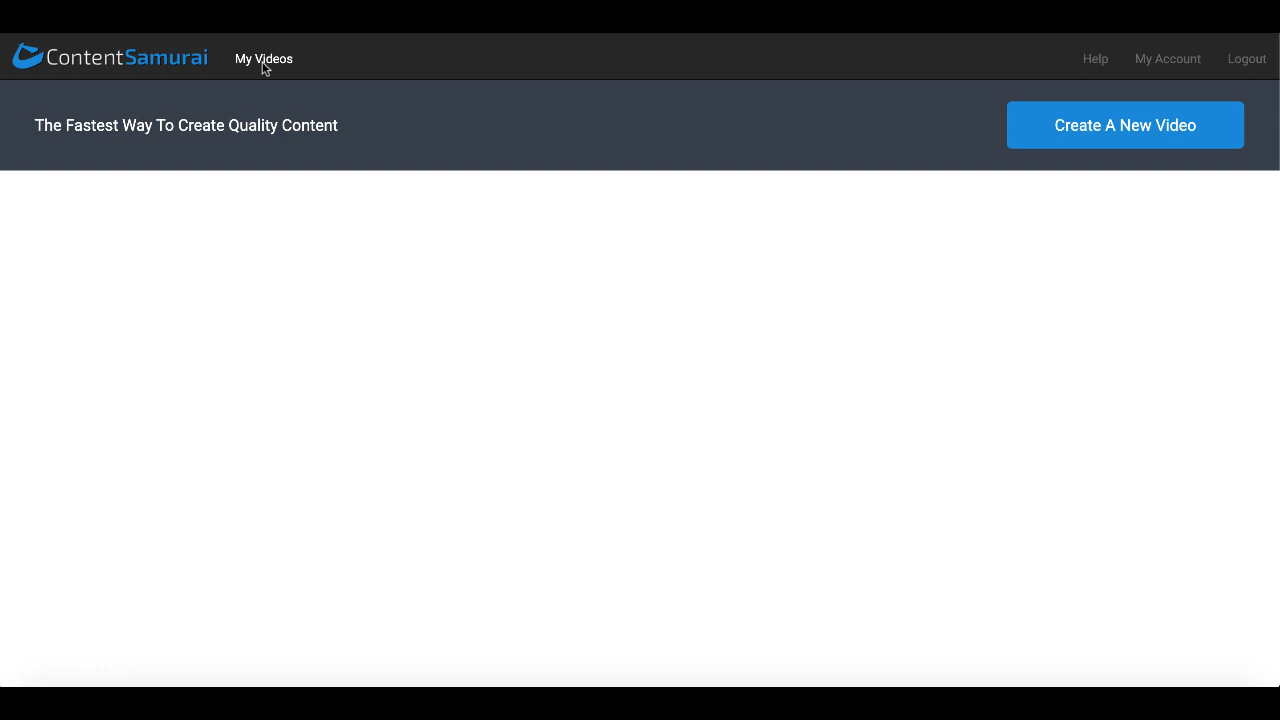 ContentSamurai My Videos Help My Account Logout
The Fastest Way To Create Quality Content Create A New Video